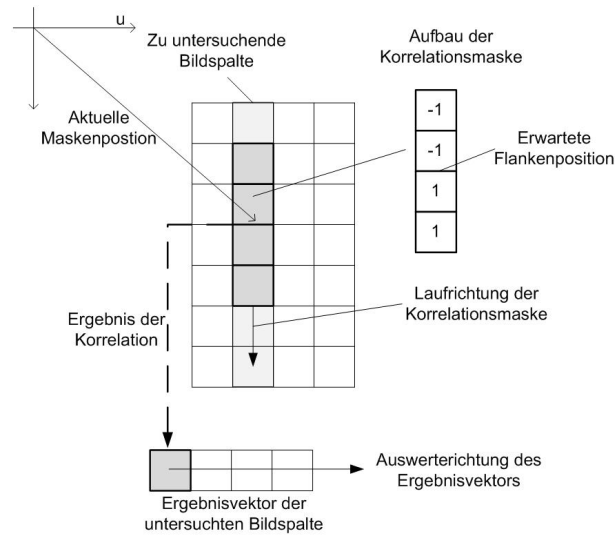 u
Zu untersuchende
Bildspalte
Aufbau der
Korrelationsmaske
Aktuelle
Maskenpostion
-1
-1
1
1
Erwartete
Flankenposition
Laufrichtung der
Korrelationsmaske
Ergebnis der
Korrelation
Auswerterichtung des
Ergebnisvektors
Ergebnisvektor der
untersuchten Bildspalte